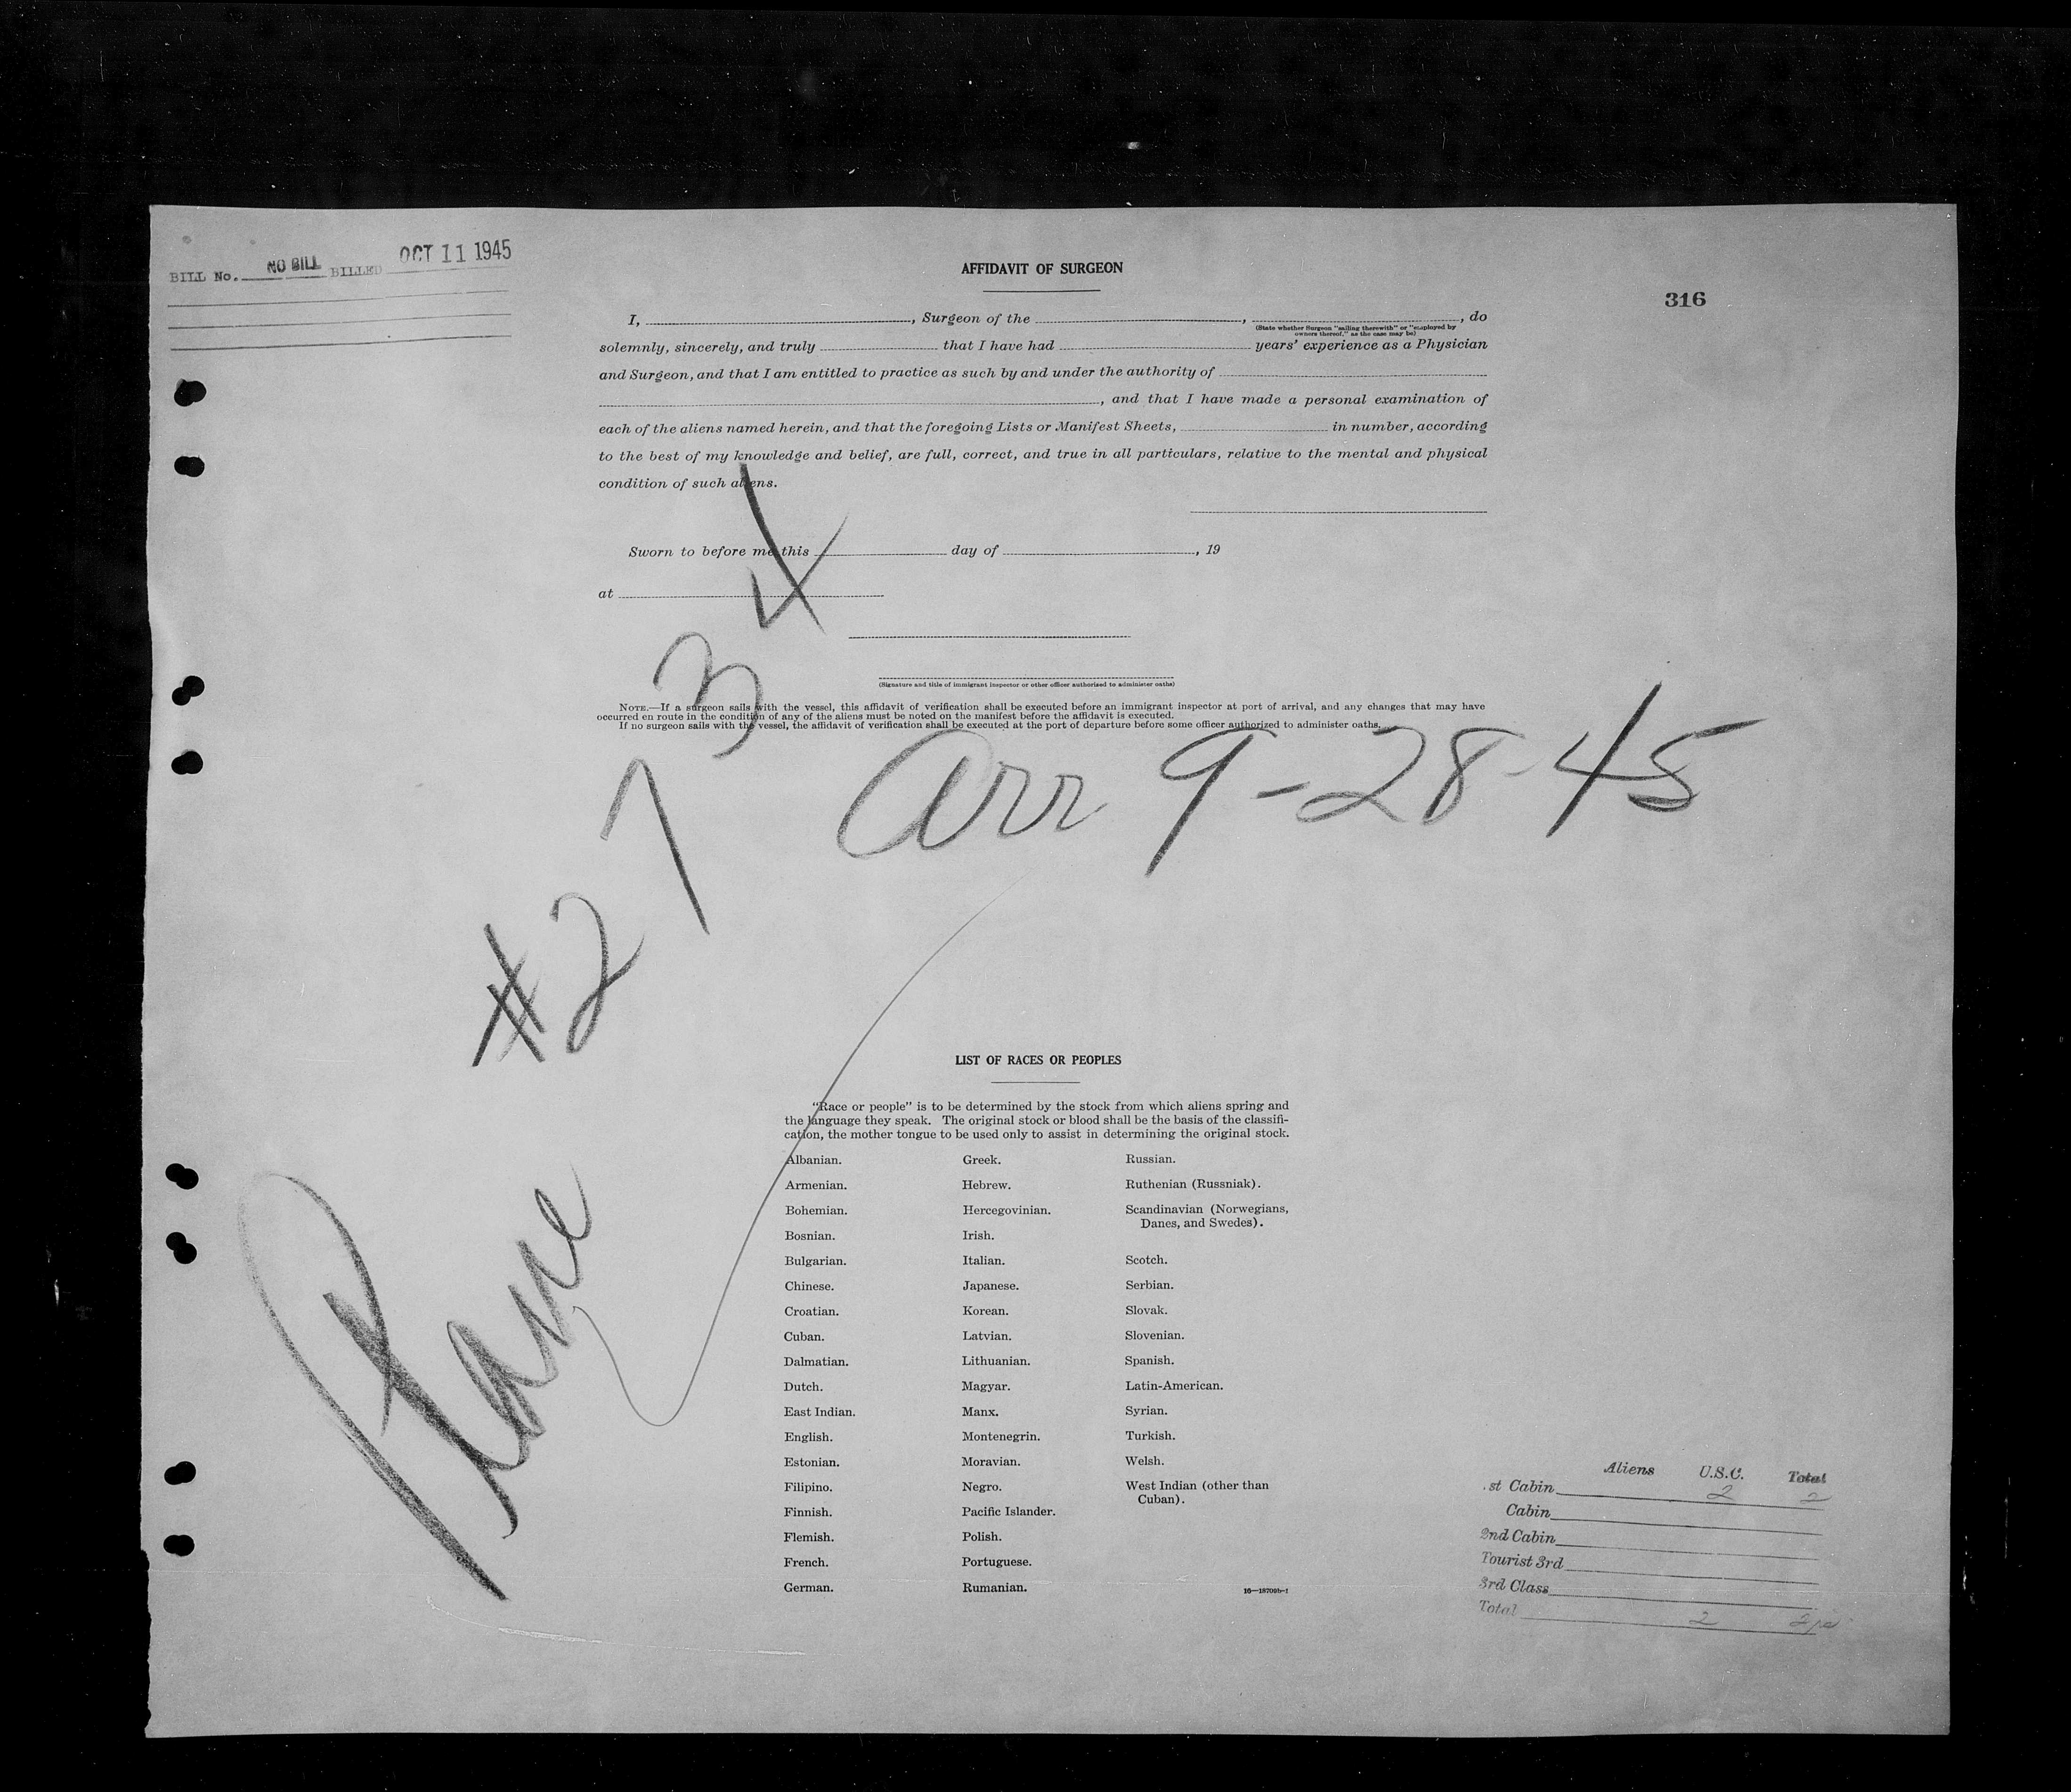 BILL No. NO BILL BILLED OCT 11 1945
AFFIDAVIT OF SURGEON
316
I, , Surgeon of the , , do
(State whether Surgeon "sailing therewith" or "employed by
owners thereof," as the case may be)
solemnly, sincerely, and truly that I have had years' experience as a Physician
and Surgeon, and that I am entitled to practice as such by and under the authority of
, and that I have made a personal examination of
each of the aliens named herein, and that the foregoing Lists or Manifest Sheets, in number, according
to the best of my knowledge and belief, are full, correct, and true in all particulars, relative to the mental and physical
condition of such aliens.
Sworn to before me this day of , 19
at
(Signature and title of immigrant inspector or other officer authorized to administer oaths)
NOTE.—If a surgeon sails with the vessel, this affidavit of verification shall be executed before an immigrant inspector at port of arrival, and any changes that may have
occurred en route in the condition of any of the aliens must be noted on the manifest before the affidavit is executed.
If no surgeon sails with the vessel, the affidavit of verification shall be executed at the port of departure before some officer authorized to administer oaths.
Plane #2734
arr 9-28-45
LIST OF RACES OR PEOPLES
"Race or people" is to be determined by the stock from which aliens spring and
the language they speak. The original stock or blood shall be the basis of the classifi-
cation, the mother tongue to be used only to assist in determining the original stock.
Albanian.
Armenian.
Bohemian.
Bosnian.
Bulgarian.
Chinese.
Croatian.
Cuban.
Dalmatian.
Dutch.
East Indian.
English.
Estonian.
Filipino.
Finnish.
Flemish.
French.
German.
Greek.
Hebrew.
Hercegovinian.
Irish.
Italian.
Japanese.
Korean.
Latvian.
Lithuanian.
Magyar.
Manx.
Montenegrin.
Moravian.
Negro.
Pacific Islander.
Polish.
Portuguese.
Rumanian.
Russian.
Ruthenian (Russniak).
Scandinavian (Norwegians,
Danes, and Swedes).
Scotch.
Serbian.
Slovak.
Slovenian.
Spanish.
Latin-American.
Syrian.
Turkish.
Welsh.
West Indian (other than
Cuban).
16—18709b-1
Aliens U.S.C. Total
st Cabin 2 2
Cabin
2nd Cabin
Tourist 3rd
3rd Class
Total 2 2